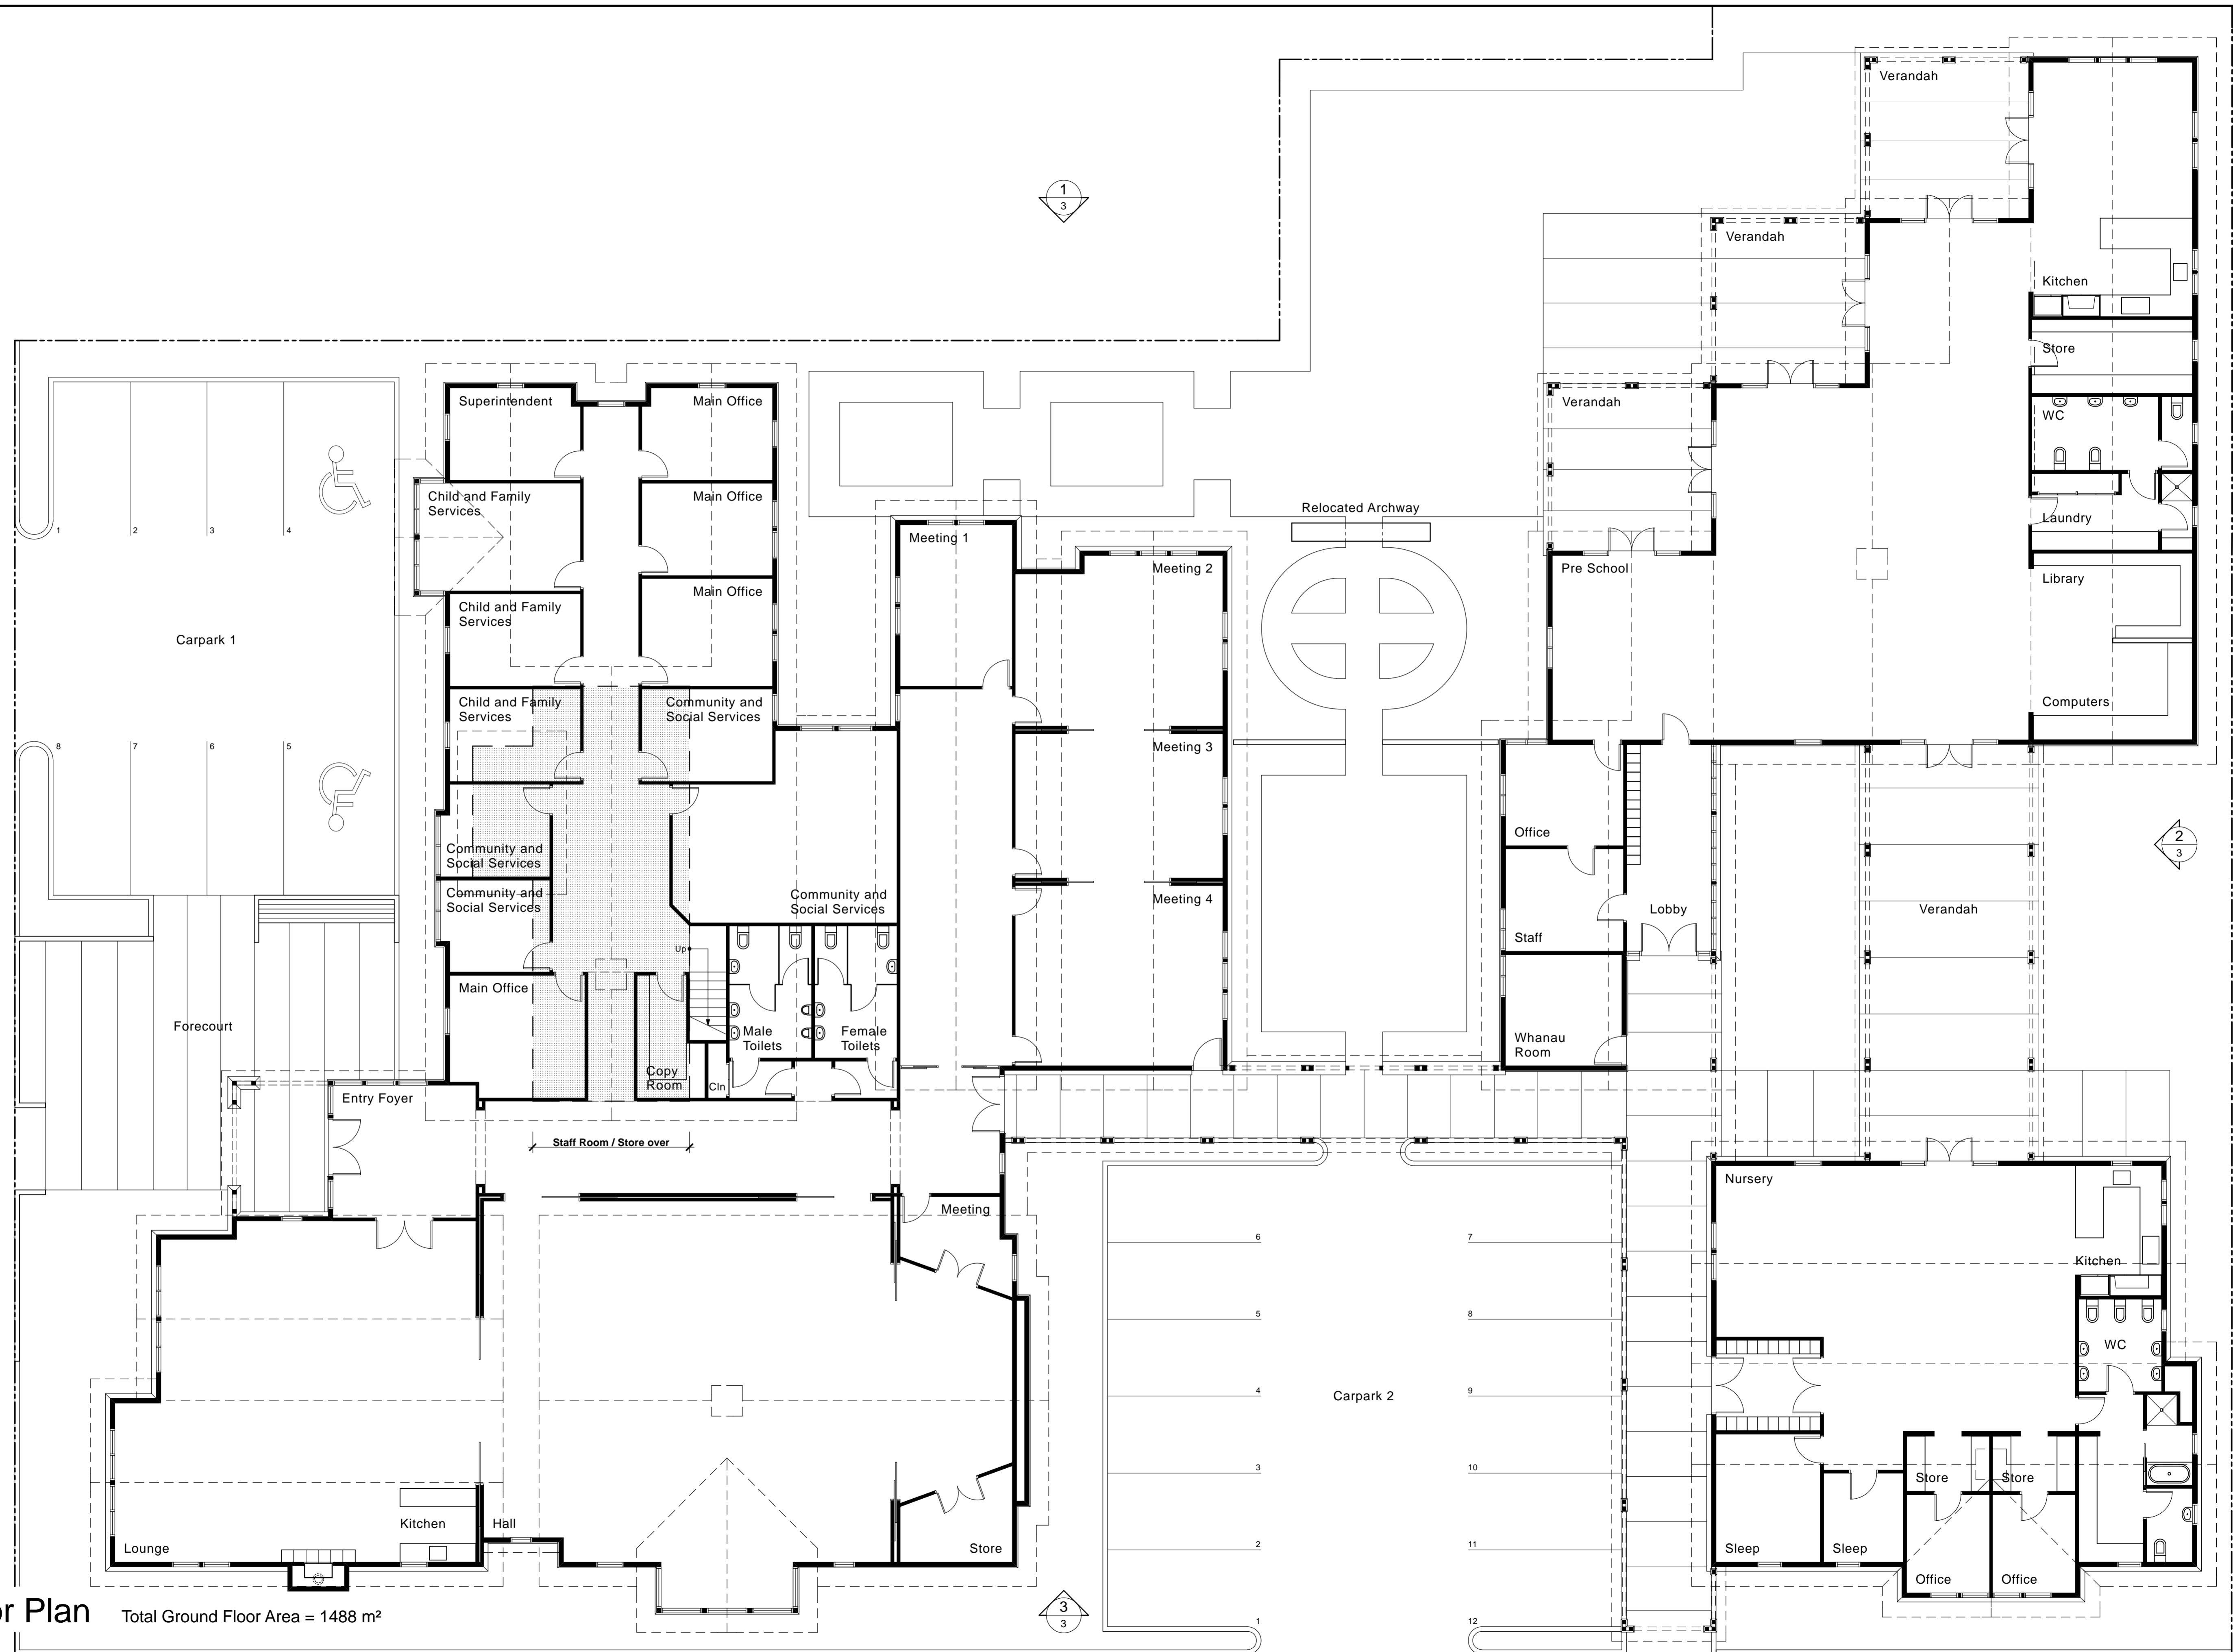 1
3
Verandah
Verandah
Verandah
Kitchen
Store
WC
Laundry
Library
Computers
Pre School
Superintendent
Main Office
Child and Family
Services
Main Office
Child and Family
Services
Main Office
Child and Family
Services
Community and
Social Services
Community and
Social Services
Community and
Social Services
Community and
Social Services
Main Office
Up
Copy
Room
Cln
Male
Toilets
Female
Toilets
Meeting 1
Meeting 2
Meeting 3
Meeting 4
Relocated Archway
Carpark 1
1
2
3
4
8
7
6
5
Forecourt
Entry Foyer
Staff Room / Store over
Office
Staff
Whanau
Room
Lobby
Verandah
2
3
Meeting
Hall
Kitchen
Lounge
Store
Carpark 2
6
7
5
8
4
9
3
10
2
11
1
12
Nursery
Kitchen
WC
Store
Store
Sleep
Sleep
Office
Office
3
3
or Plan
Total Ground Floor Area = 1488 m²